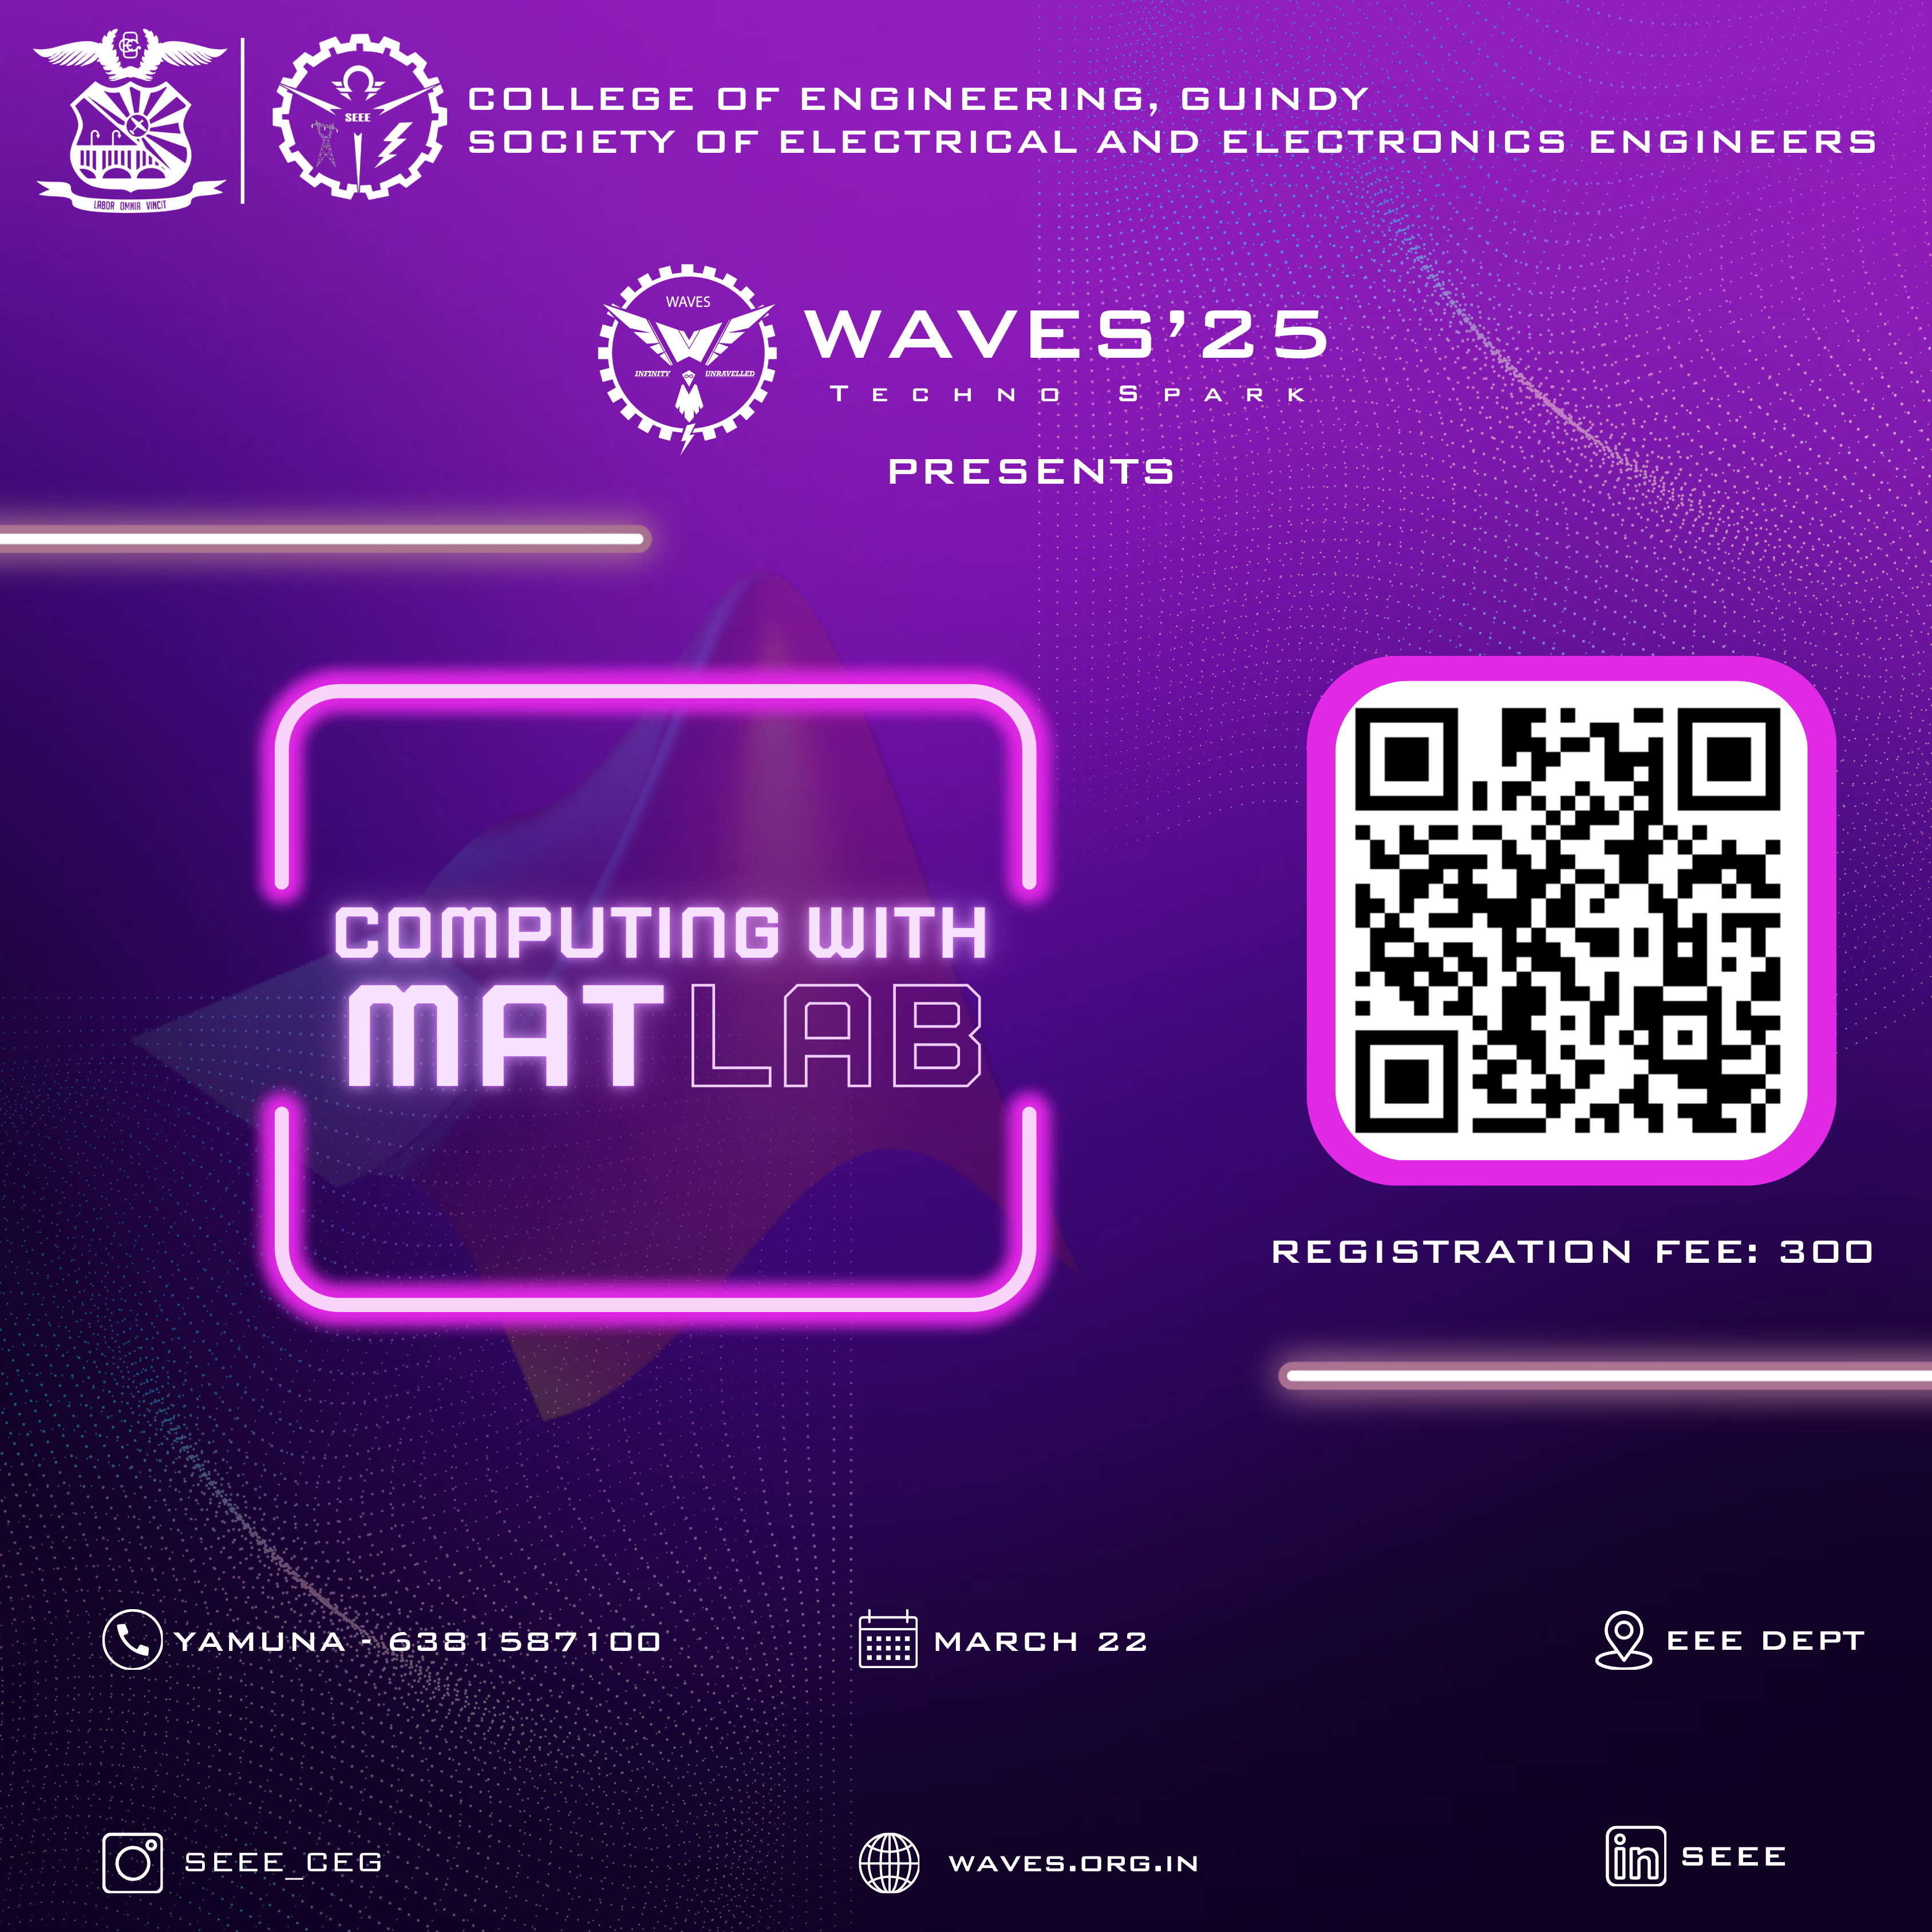 COLLEGE OF ENGINEERING, GUINDY
SOCIETY OF ELECTRICAL AND ELECTRONICS ENGINEERS
SEEE
LABOR OMNIA VINCIT
WAVES
INFINITY UNRAVELLED
WAVES'25
TECHNO SPARK
PRESENTS
COMPUTING WITH
MATLAB
REGISTRATION FEE: 300
YAMUNA - 6381587100
MARCH 22
EEE DEPT
SEEE_CEG
WAVES.ORG.IN
in SEEE